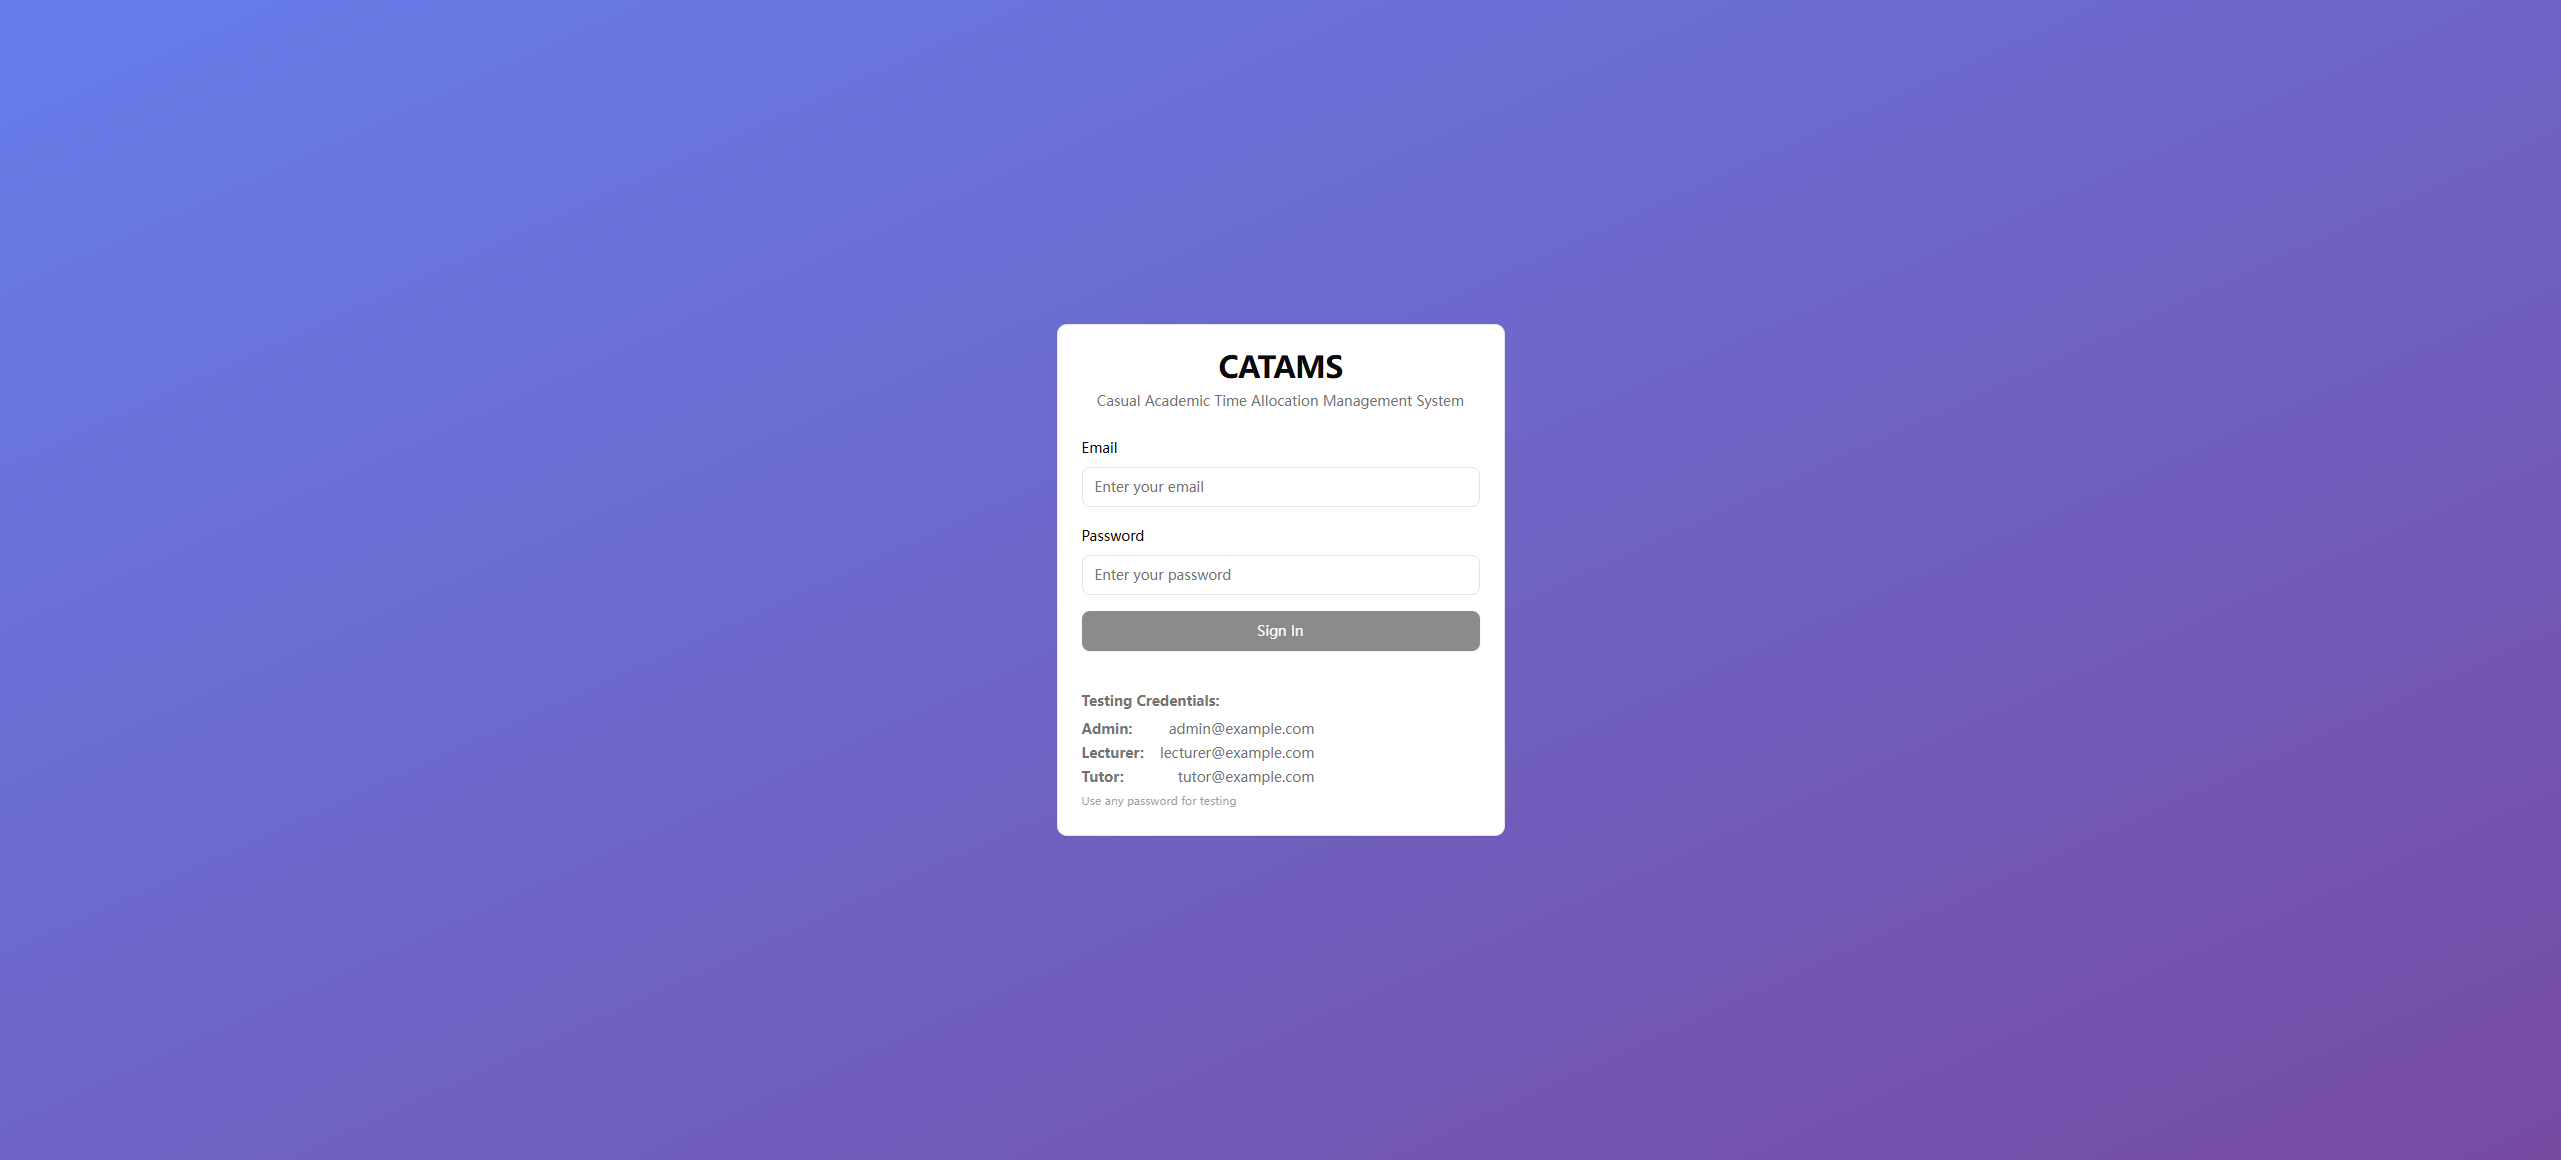 CATAMS
Casual Academic Time Allocation Management System
Email
Enter your email
Password
Enter your password
Sign In
Testing Credentials:
Admin: admin@example.com
Lecturer: lecturer@example.com
Tutor: tutor@example.com
Use any password for testing